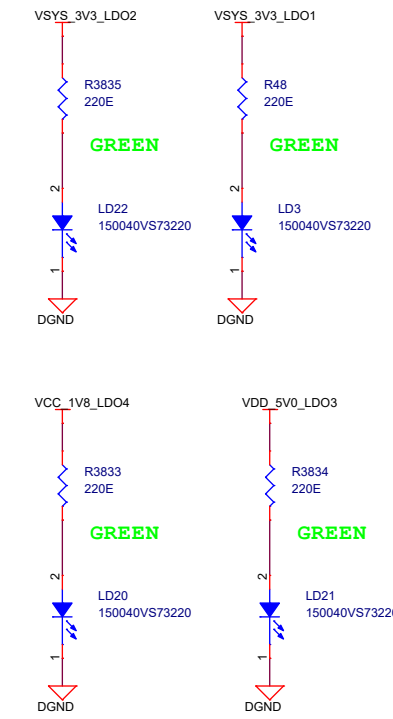 VSYS_3V3_LDO2
VSYS_3V3_LDO1
R3835
220E
R48
220E
GREEN
GREEN
2
2
LD22
150040VS73220
LD3
150040VS73220
1
1
DGND
DGND
VCC_1V8_LDO4
VDD_5V0_LDO3
R3833
220E
R3834
220E
GREEN
GREEN
2
2
LD20
150040VS73220
LD21
150040VS73220
1
1
DGND
DGND